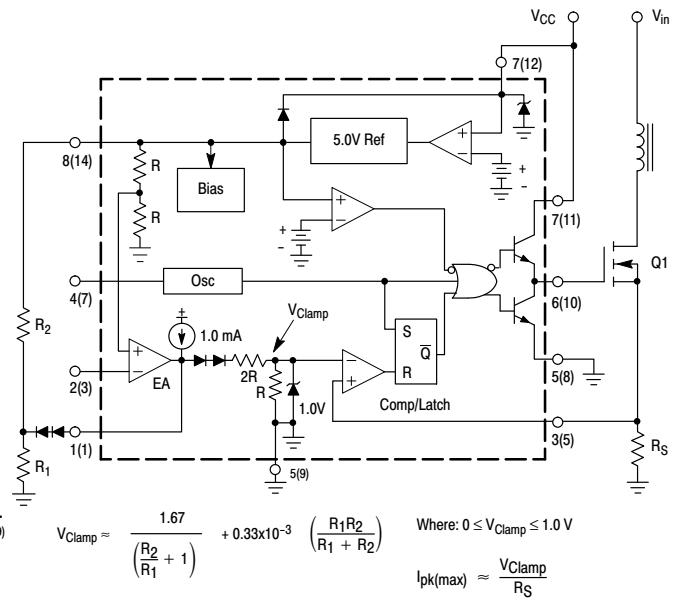 VCC
Vin
7(12)
+
-
5.0V Ref
+
-
8(14)
R
Bias
R
+
-
+
-
7(11)
Q1
4(7)
Osc
6(10)
VClamp
R2
±
1.0 mA
S
Q
R
+
-
EA
2R
R
1.0V
-
+
Comp/Latch
2(3)
5(8)
1(1)
3(5)
R1
RS
5(9)
VClamp ≈ 1.67 / (R2/R1 + 1) + 0.33x10−3 (R1R2 / R1 + R2)
Where: 0 ≤ VClamp ≤ 1.0 V
Ipk(max) ≈ VClamp / RS